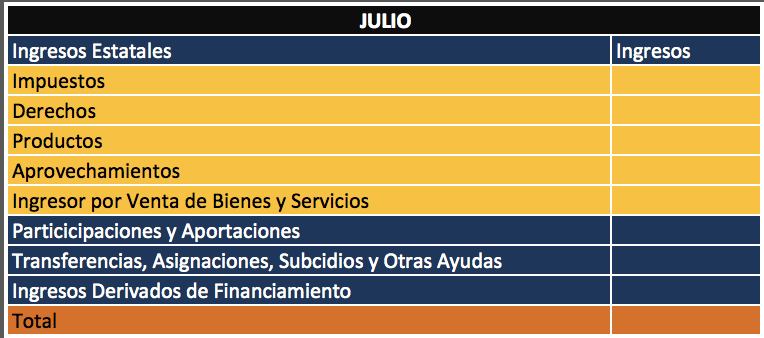 JULIO
Ingresos Estatales Ingresos
Impuestos
Derechos
Productos
Aprovechamientos
Ingresor por Venta de Bienes y Servicios
Particicipaciones y Aportaciones
Transferencias, Asignaciones, Subcidios y Otras Ayudas
Ingresos Derivados de Financiamiento
Total